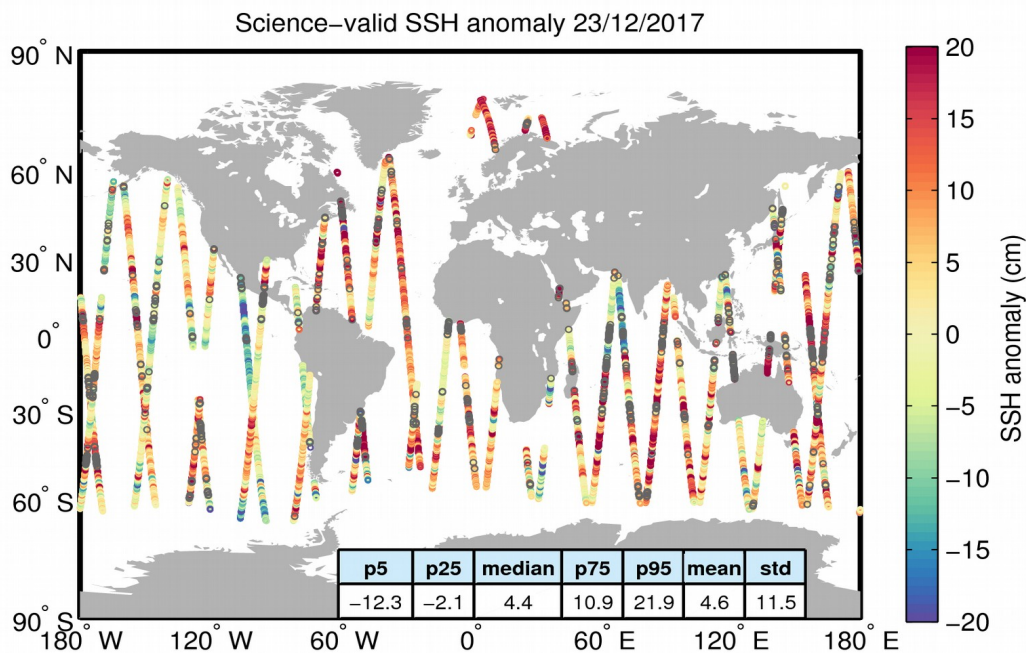 Science−valid SSH anomaly 23/12/2017
90° N
60° N
30° N
0°
30° S
60° S
90° S
180° W
120° W
60° W
0°
60° E
120° E
180° E
p5 p25 median p75 p95 mean std
−12.3 −2.1 4.4 10.9 21.9 4.6 11.5
20
15
10
5
0
−5
−10
−15
−20
SSH anomaly (cm)